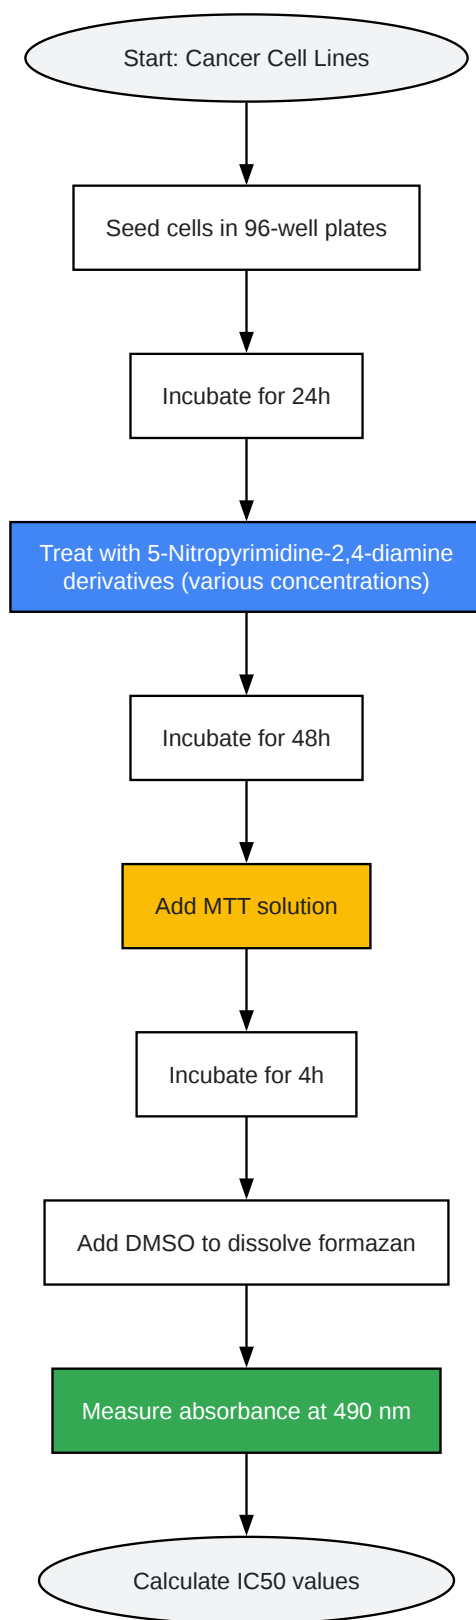 Start: Cancer Cell Lines
Seed cells in 96-well plates
Incubate for 24h
Treat with 5-Nitropyrimidine-2,4-diamine
derivatives (various concentrations)
Incubate for 48h
Add MTT solution
Incubate for 4h
Add DMSO to dissolve formazan
Measure absorbance at 490 nm
Calculate IC50 values